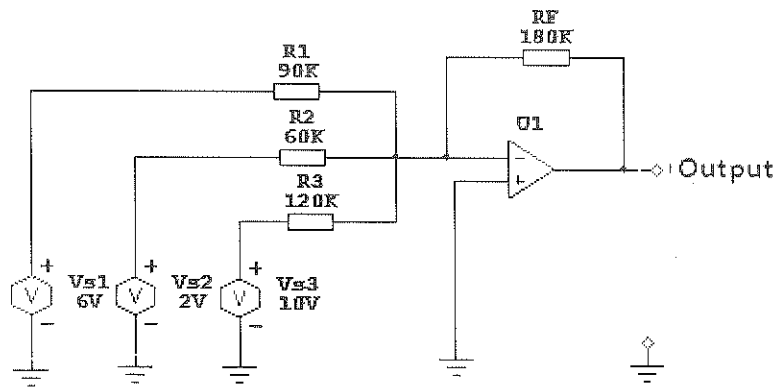 RF
180K
R1
90K
R2
60K
U1
R3
120K
Output
Vs1
6V
Vs2
2V
Vs3
10V